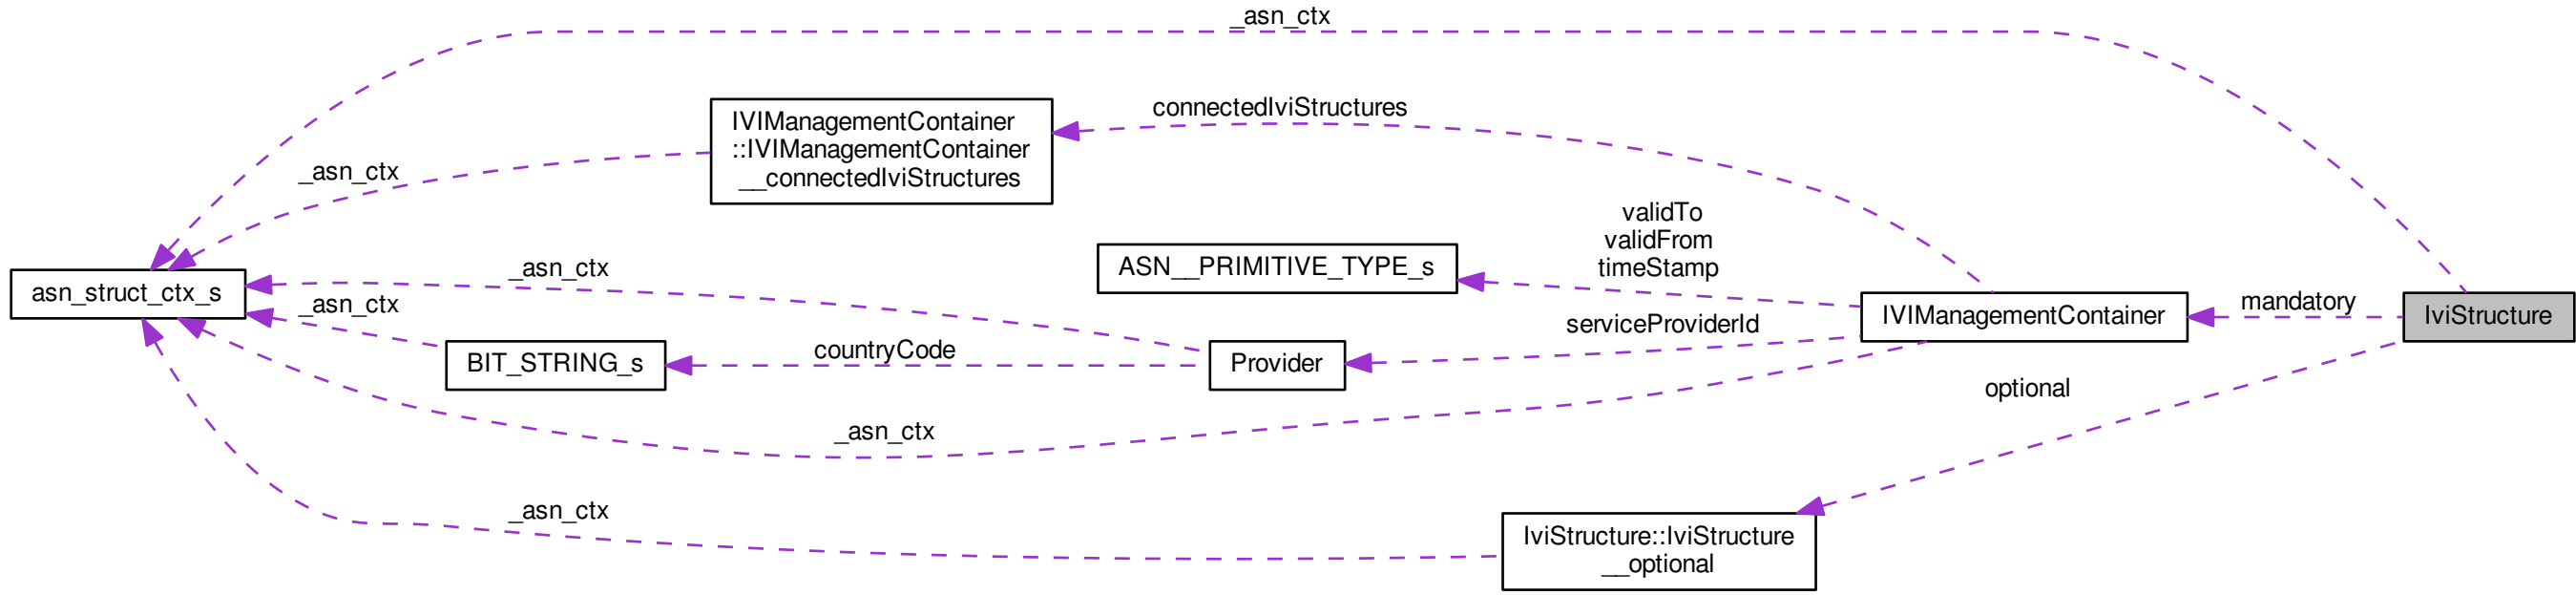 _asn_ctx
IVIManagementContainer
::IVIManagementContainer
__connectedIviStructures
connectedIviStructures
_asn_ctx
validTo
validFrom
timeStamp
ASN__PRIMITIVE_TYPE_s
_asn_ctx
asn_struct_ctx_s
_asn_ctx
mandatory
IVIManagementContainer
IviStructure
serviceProviderId
countryCode
BIT_STRING_s
Provider
optional
_asn_ctx
_asn_ctx
IviStructure::IviStructure
__optional